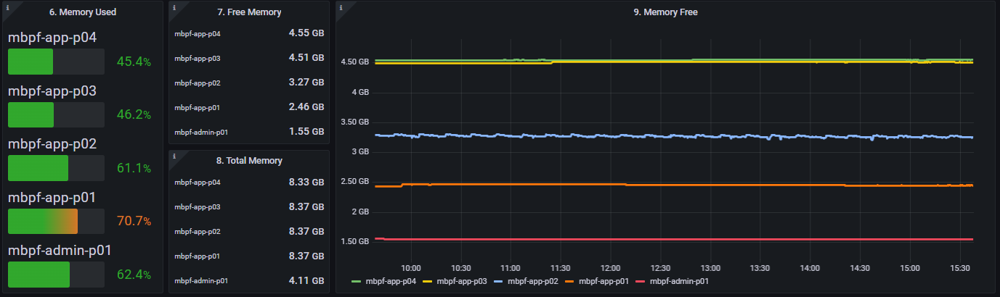 6. Memory Used
mbpf-app-p04
45.4%
mbpf-app-p03
46.2%
mbpf-app-p02
61.1%
mbpf-app-p01
70.7%
mbpf-admin-p01
62.4%
7. Free Memory
mbpf-app-p04 4.55 GB
mbpf-app-p03 4.51 GB
mbpf-app-p02 3.27 GB
mbpf-app-p01 2.46 GB
mbpf-admin-p01 1.55 GB
8. Total Memory
mbpf-app-p04 8.33 GB
mbpf-app-p03 8.37 GB
mbpf-app-p02 8.37 GB
mbpf-app-p01 8.37 GB
mbpf-admin-p01 4.11 GB
9. Memory Free
4.50 GB
4 GB
3.50 GB
3 GB
2.50 GB
2 GB
1.50 GB
10:00 10:30 11:00 11:30 12:00 12:30 13:00 13:30 14:00 14:30 15:00 15:30
mbpf-app-p04 mbpf-app-p03 mbpf-app-p02 mbpf-app-p01 mbpf-admin-p01